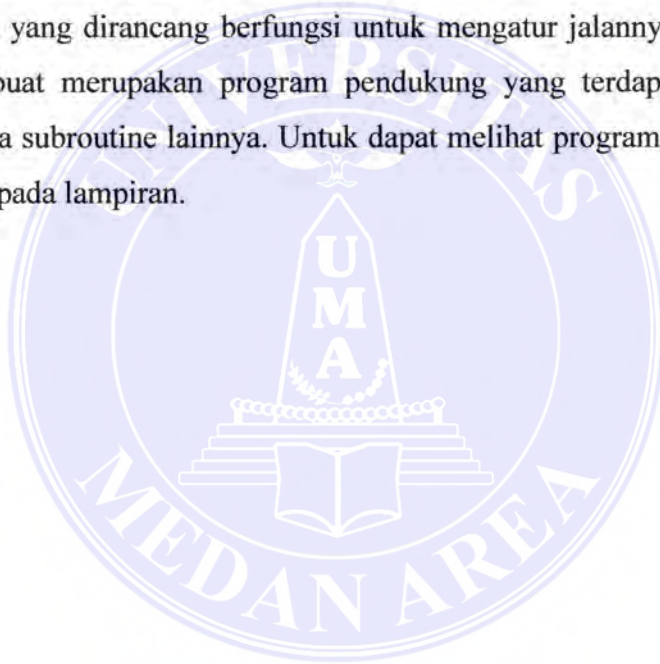 yang dirancang berfungsi untuk mengatur jalanny
merupakan program pendukung yang terdap
subroutine lainnya. Untuk dapat melihat program
pada lampiran.
UNIVERSITAS
U
M
A
MEDAN AREA